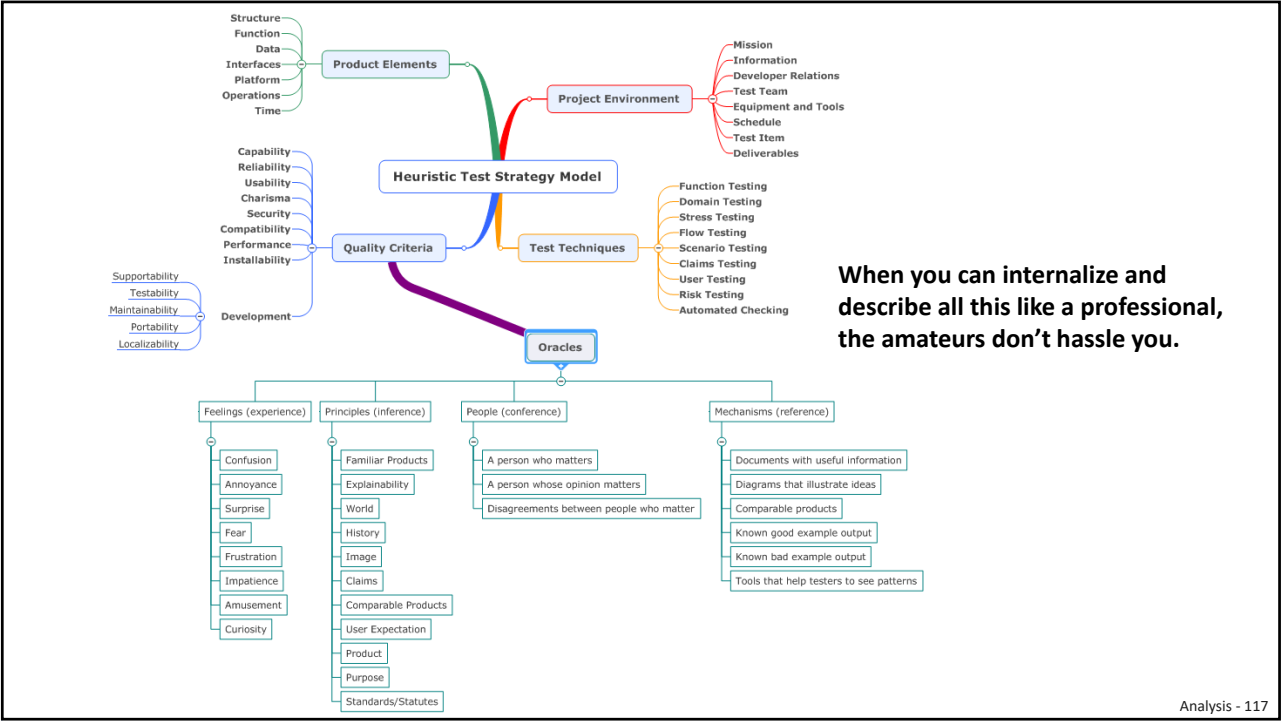 Structure
Function
Data
Interfaces
Platform
Operations
Time
Product Elements
Project Environment
Mission
Information
Developer Relations
Test Team
Equipment and Tools
Schedule
Test Item
Deliverables
Heuristic Test Strategy Model
Capability
Reliability
Usability
Charisma
Security
Compatibility
Performance
Installability
Development
Quality Criteria
Supportability
Testability
Maintainability
Portability
Localizability
Test Techniques
Function Testing
Domain Testing
Stress Testing
Flow Testing
Scenario Testing
Claims Testing
User Testing
Risk Testing
Automated Checking
When you can internalize and
describe all this like a professional,
the amateurs don’t hassle you.
Oracles
Feelings (experience)
Confusion
Annoyance
Surprise
Fear
Frustration
Impatience
Amusement
Curiosity
Principles (inference)
Familiar Products
Explainability
World
History
Image
Claims
Comparable Products
User Expectation
Product
Purpose
Standards/Statutes
People (conference)
A person who matters
A person whose opinion matters
Disagreements between people who matter
Mechanisms (reference)
Documents with useful information
Diagrams that illustrate ideas
Comparable products
Known good example output
Known bad example output
Tools that help testers to see patterns
Analysis - 117